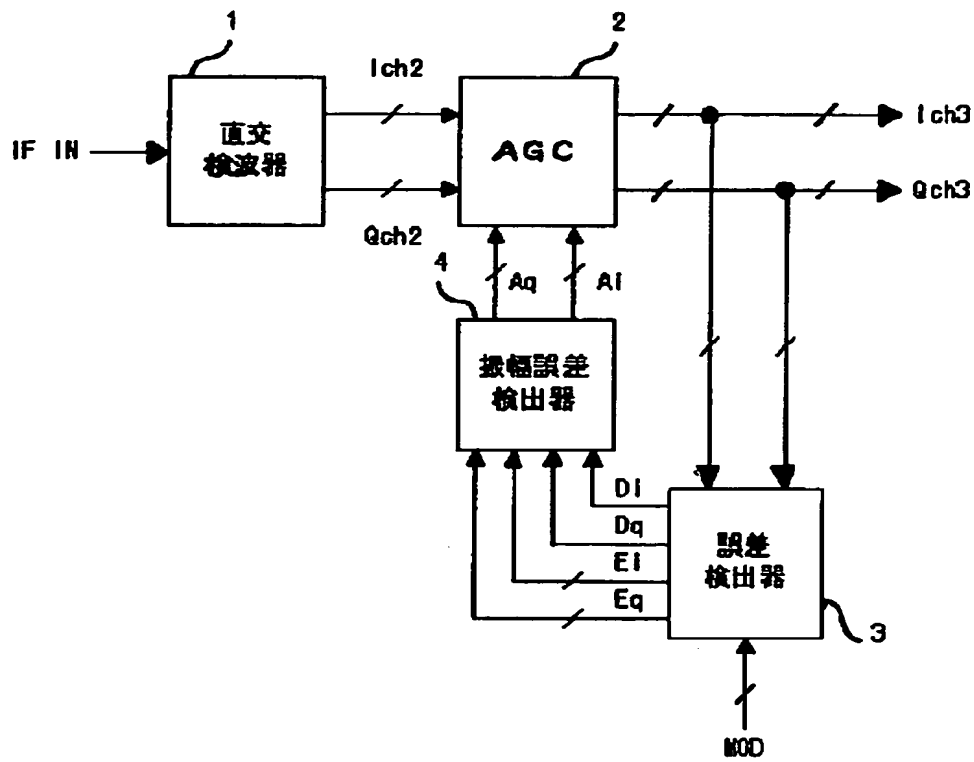 1
2
Ich2
Ich3
IF IN
直交
検波器
AGC
Qch3
Qch2
4
Aq
Ai
振幅誤差
検出器
Di
Dq
Ei
Eq
誤差
検出器
3
MOD